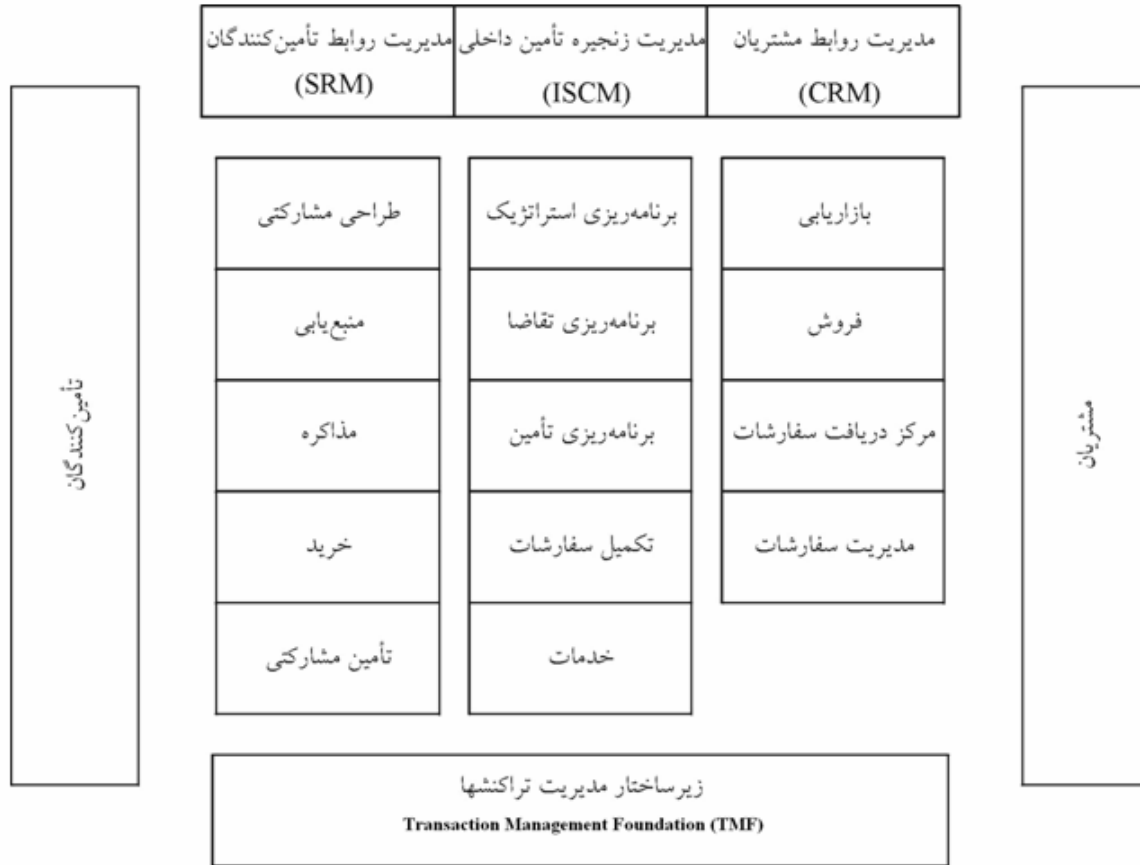 مدیریت روابط مشتریان
(CRM)
مدیریت زنجیره تأمین داخلی
(ISCM)
مدیریت روابط تأمین‌کنندگان
(SRM)
مشتریان
بازاریابی
فروش
مرکز دریافت سفارشات
مدیریت سفارشات
برنامه‌ریزی استراتژیک
برنامه‌ریزی تقاضا
برنامه‌ریزی تأمین
تکمیل سفارشات
خدمات
طراحی مشارکتی
منبع‌یابی
مذاکره
خرید
تأمین مشارکتی
تأمین‌کنندگان
زیرساختار مدیریت تراکنشها
Transaction Management Foundation (TMF)